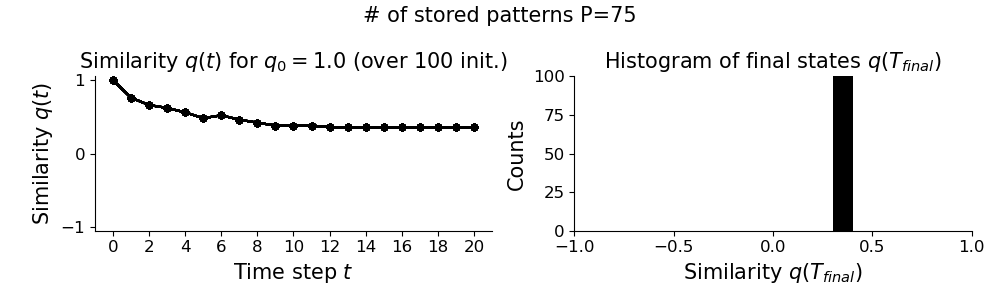 # of stored patterns P=75
Similarity q(t) for q₀ = 1.0 (over 100 init.)
1
0
−1
Similarity q(t)
0 2 4 6 8 10 12 14 16 18 20
Time step t
Histogram of final states q(T_final)
100
75
50
25
0
Counts
−1.0 −0.5 0.0 0.5 1.0
Similarity q(T_final)